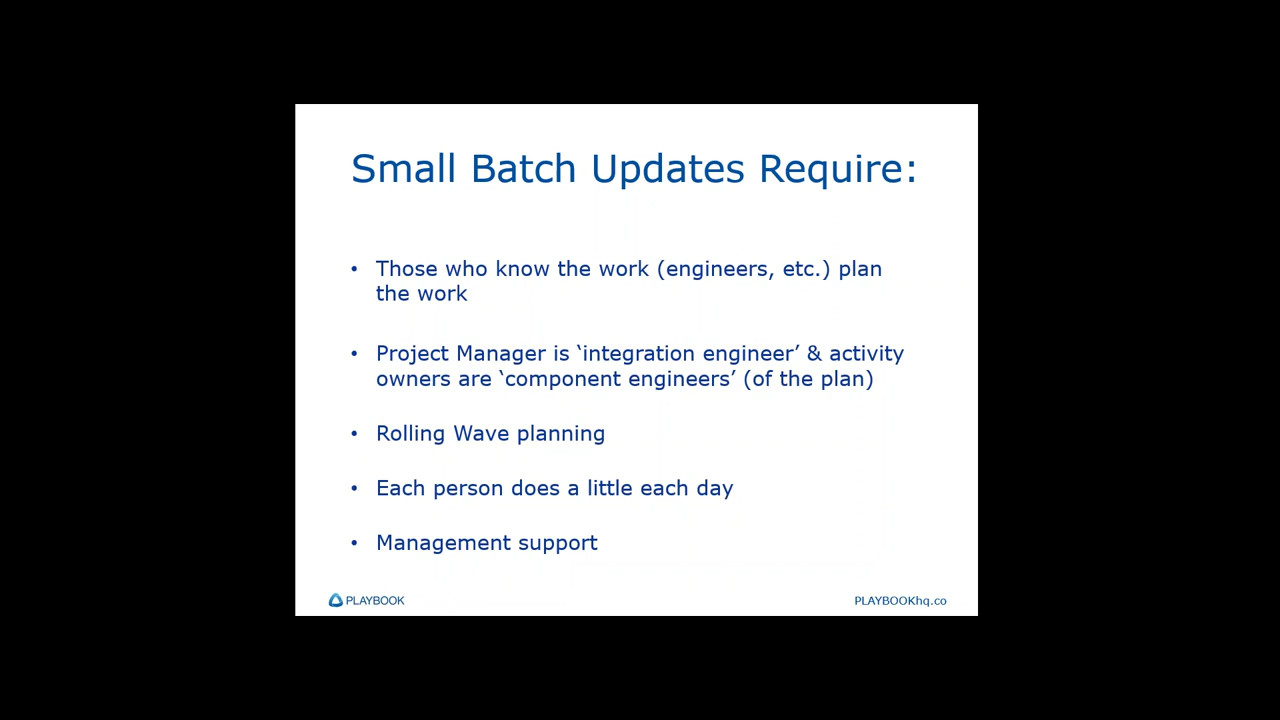 Small Batch Updates Require:
• Those who know the work (engineers, etc.) plan
the work
• Project Manager is ‘integration engineer’ & activity
owners are ‘component engineers’ (of the plan)
• Rolling Wave planning
• Each person does a little each day
• Management support
PLAYBOOK
PLAYBOOKhq.co